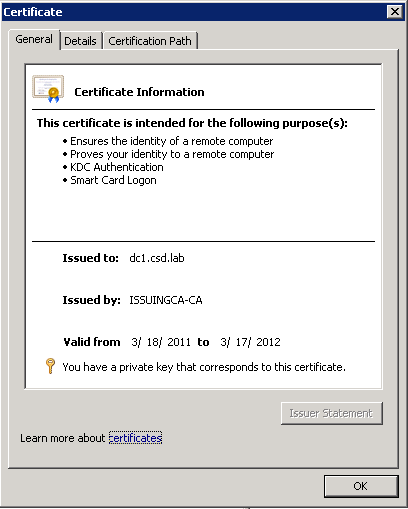 Certificate
General Details Certification Path
Certificate Information
This certificate is intended for the following purpose(s):
• Ensures the identity of a remote computer
• Proves your identity to a remote computer
• KDC Authentication
• Smart Card Logon
Issued to: dc1.csd.lab
Issued by: ISSUINGCA-CA
Valid from 3/ 18/ 2011 to 3/ 17/ 2012
You have a private key that corresponds to this certificate.
Issuer Statement
Learn more about certificates
OK